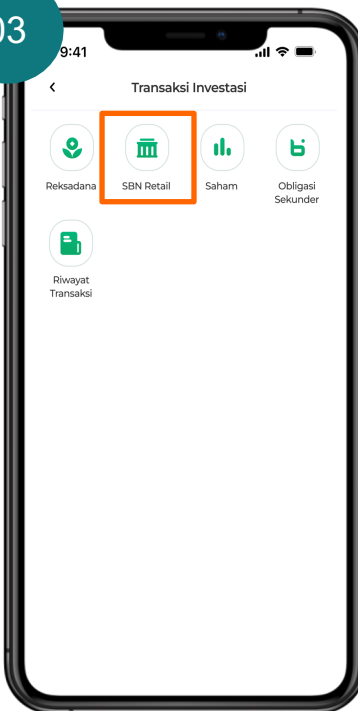 03
9:41
Transaksi Investasi
Reksadana
SBN Retail
Saham
Obligasi
Sekunder
Riwayat
Transaksi